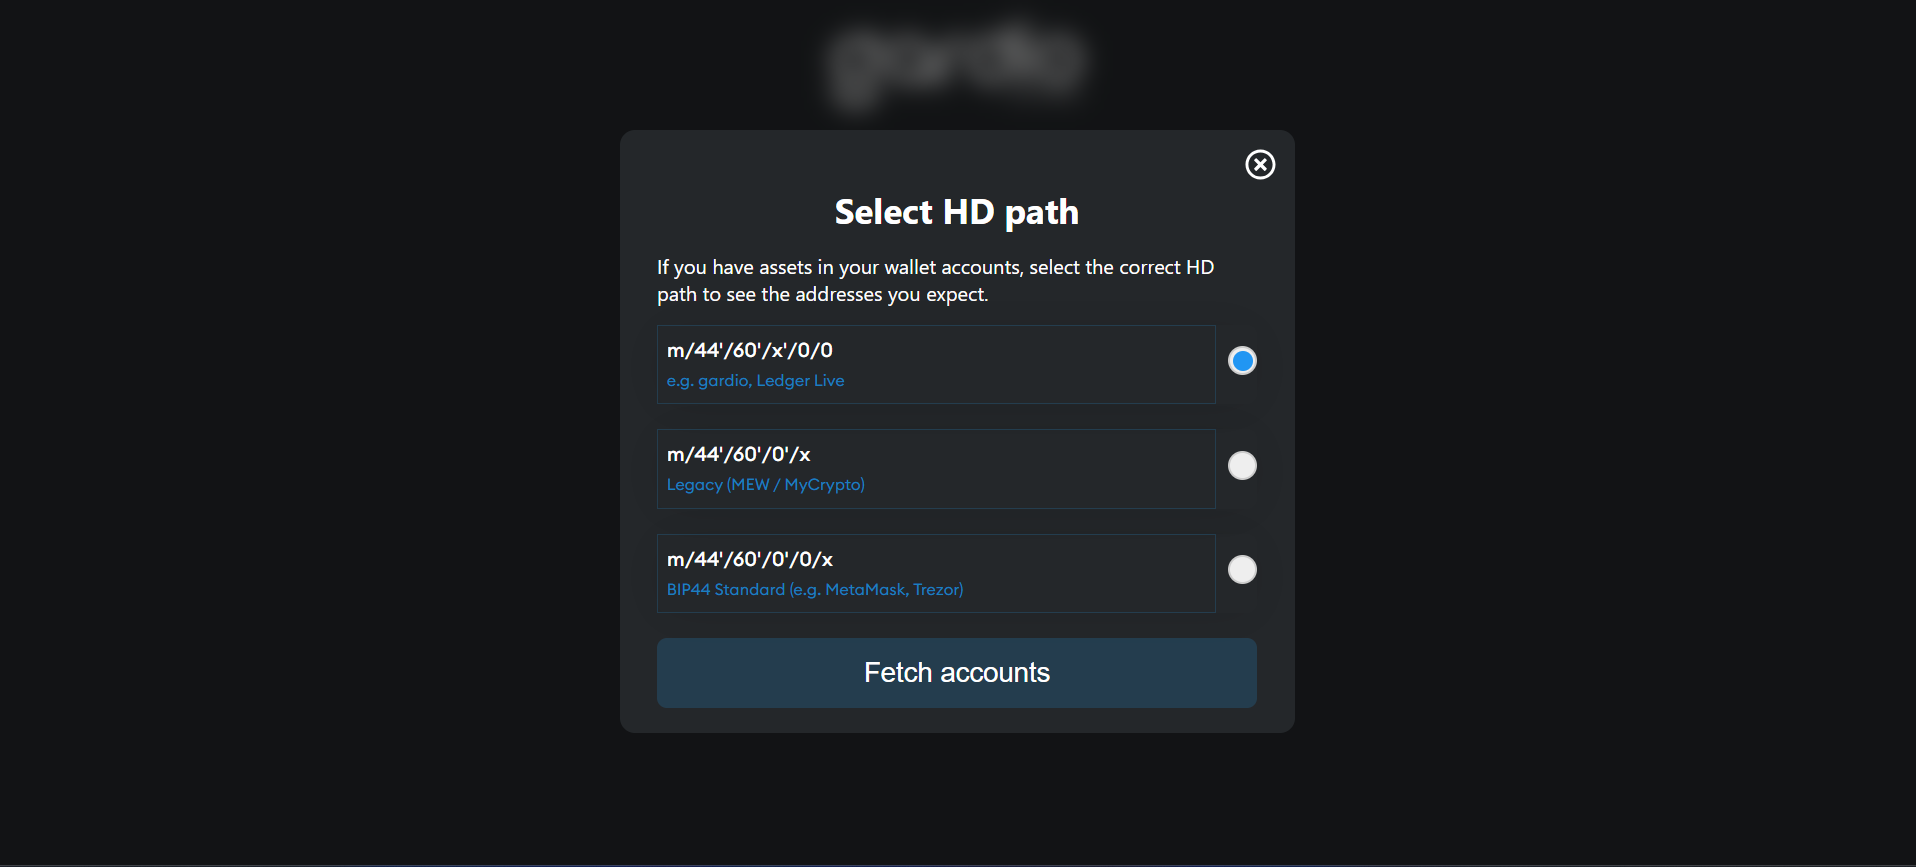 gardio
Select HD path
If you have assets in your wallet accounts, select the correct HD
path to see the addresses you expect.
m/44'/60'/x'/0/0
e.g. gardio, Ledger Live
m/44'/60'/0'/x
Legacy (MEW / MyCrypto)
m/44'/60'/0'/0/x
BIP44 Standard (e.g. MetaMask, Trezor)
Fetch accounts